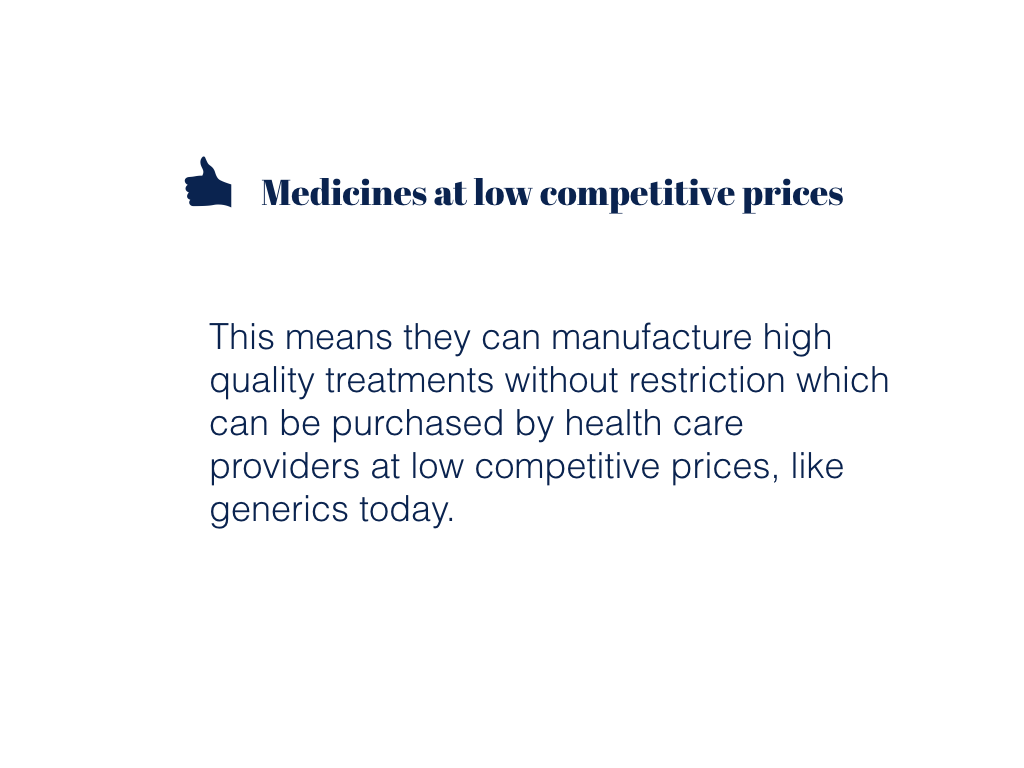 Medicines at low competitive prices
This means they can manufacture high
quality treatments without restriction which
can be purchased by health care
providers at low competitive prices, like
generics today.